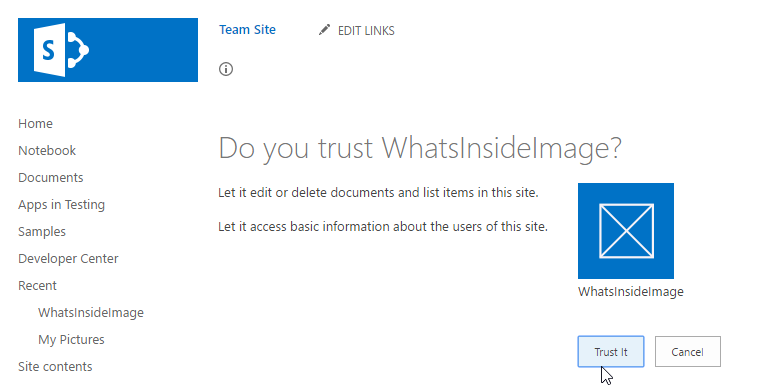 S
Team Site
EDIT LINKS
Home
Notebook
Documents
Apps in Testing
Samples
Developer Center
Recent
WhatsInsideImage
My Pictures
Site contents
Do you trust WhatsInsideImage?
Let it edit or delete documents and list items in this site.
Let it access basic information about the users of this site.
WhatsInsideImage
Trust It
Cancel